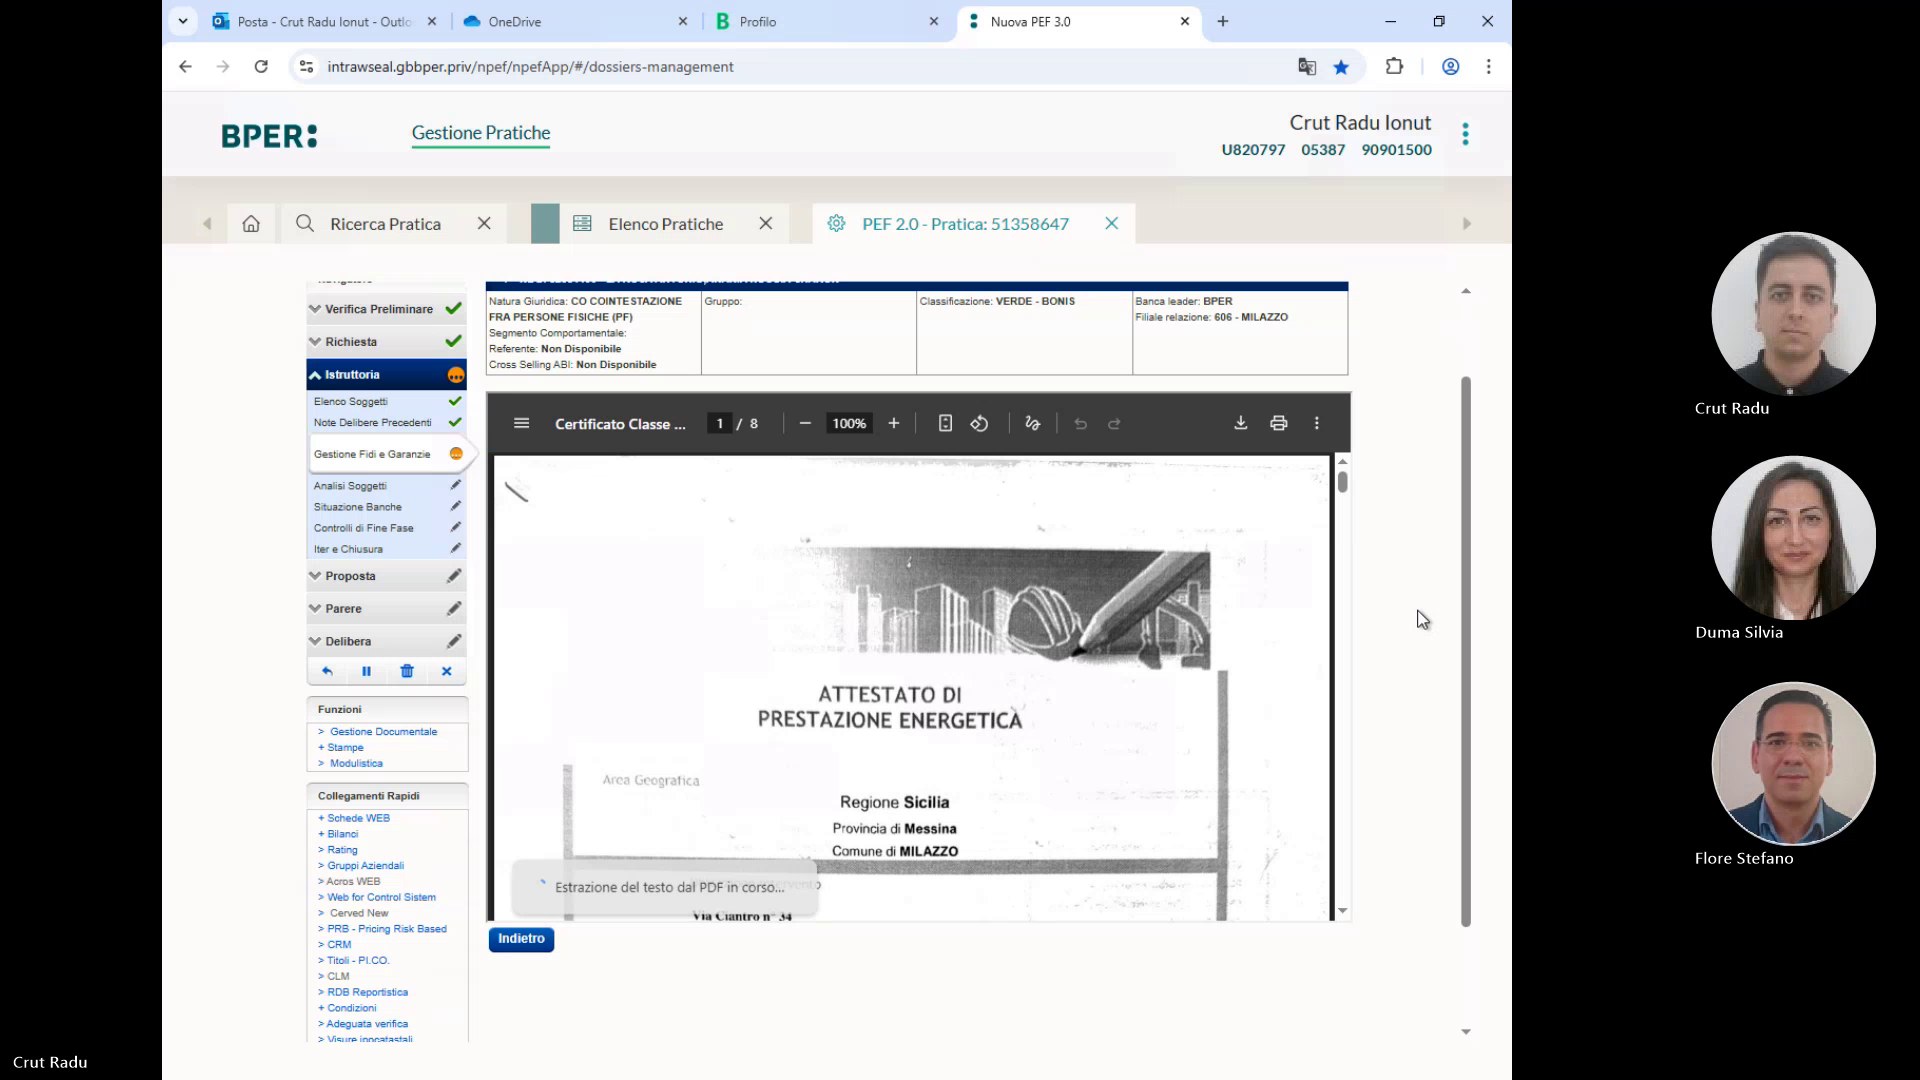 Posta - Crut Radu Ionut - Outlo
OneDrive
Profilo
Nuova PEF 3.0
intrawseal.gbbper.priv/npef/npefApp/#/dossiers-management
BPER:
Gestione Pratiche
Crut Radu Ionut
U820797 05387 90901500
Ricerca Pratica
Elenco Pratiche
PEF 2.0 - Pratica: 51358647
Verifica Preliminare
Richiesta
Istruttoria
Elenco Soggetti
Note Delibere Precedenti
Gestione Fidi e Garanzie
Analisi Soggetti
Situazione Banche
Controlli di Fine Fase
Iter e Chiusura
Proposta
Parere
Delibera
Funzioni
> Gestione Documentale
+ Stampe
> Modulistica
Collegamenti Rapidi
+ Schede WEB
+ Bilanci
> Rating
> Gruppi Aziendali
> Acros WEB
> Web for Control Sistem
> Cerved New
> PRB - Pricing Risk Based
> CRM
> Titoli - PI.CO.
> CLM
> RDB Reportistica
+ Condizioni
> Adeguata verifica
> Visure ipocatastali
Natura Giuridica: CO COINTESTAZIONE
FRA PERSONE FISICHE (PF)
Segmento Comportamentale:
Referente: Non Disponibile
Cross Selling ABI: Non Disponibile
Gruppo:
Classificazione: VERDE - BONIS
Banca leader: BPER
Filiale relazione: 606 - MILAZZO
Certificato Classe ...
1 / 8
100%
ATTESTATO DI
PRESTAZIONE ENERGETICA
Area Geografica
Regione Sicilia
Provincia di Messina
Comune di MILAZZO
Estrazione del testo dal PDF in corso...
Via Ciantro n° 34
Indietro
Crut Radu
Duma Silvia
Flore Stefano
Crut Radu